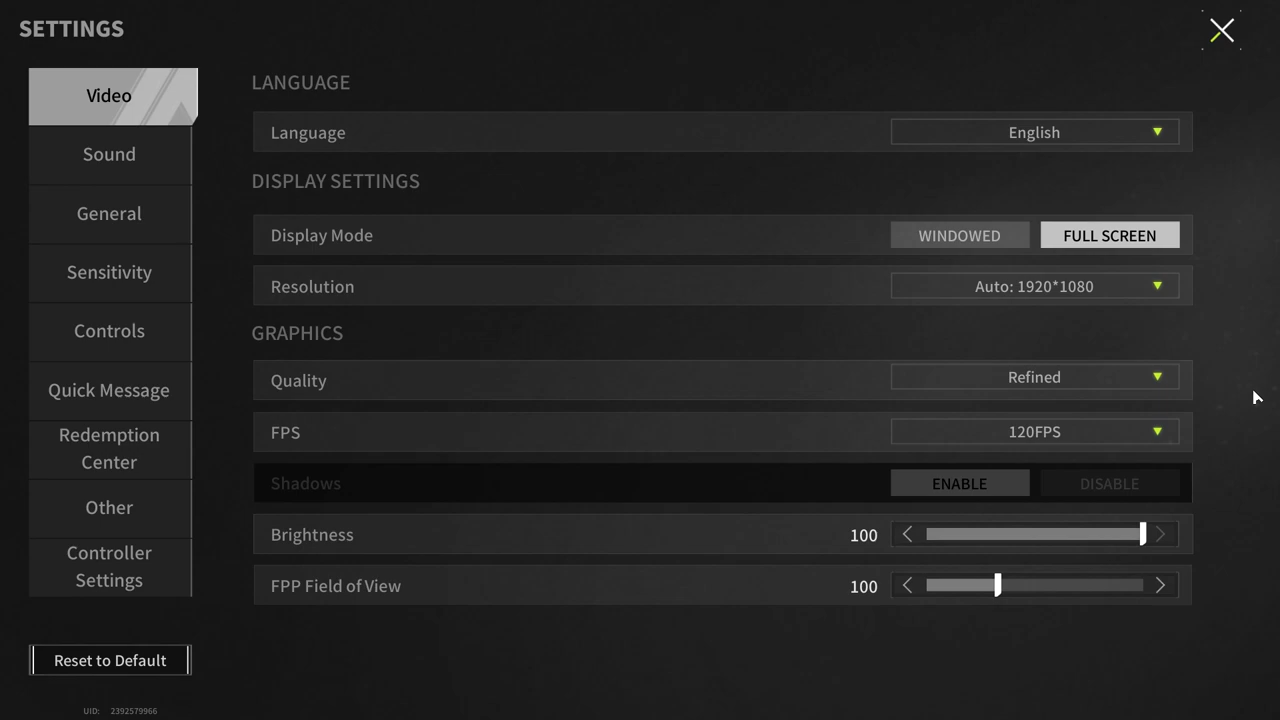 SETTINGS
Video
Sound
General
Sensitivity
Controls
Quick Message
Redemption
Center
Other
Controller
Settings
Reset to Default
UID: 2392579966
LANGUAGE
Language English
DISPLAY SETTINGS
Display Mode WINDOWED FULL SCREEN
Resolution Auto: 1920*1080
GRAPHICS
Quality Refined
FPS 120FPS
Shadows ENABLE DISABLE
Brightness 100
FPP Field of View 100